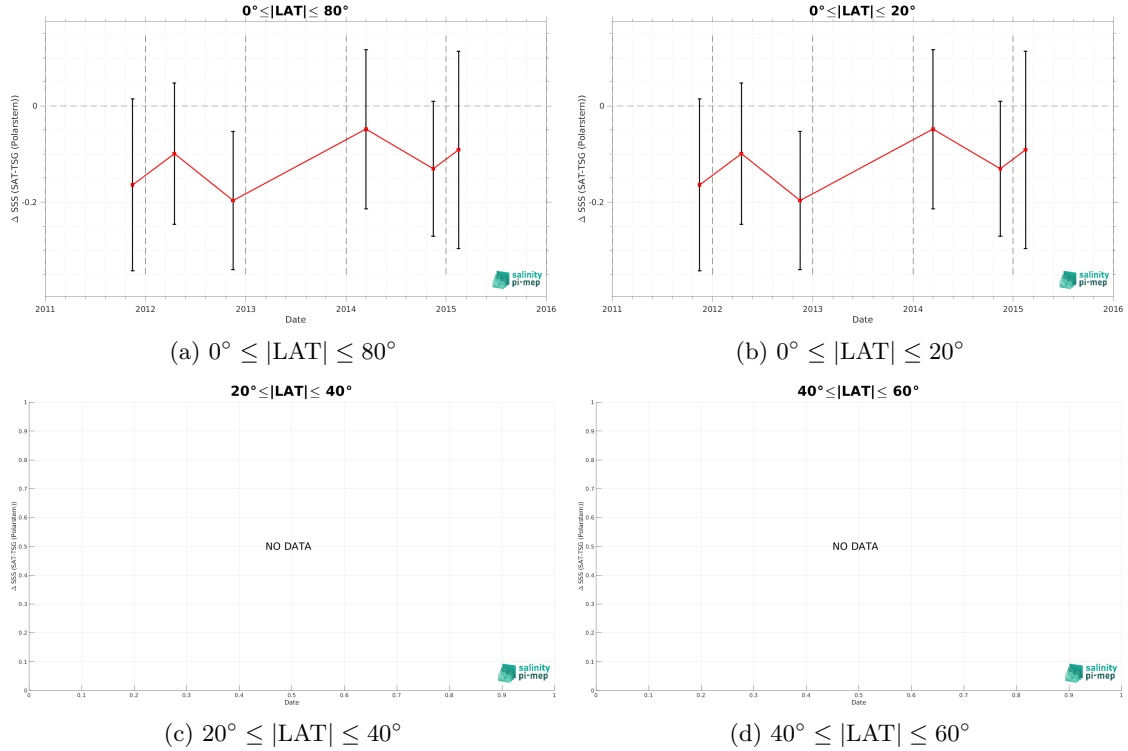 0°≤|LAT|≤ 80°
Δ SSS (SAT-TSG (Polarstern))
0
-0.2
salinity
pi-mep
2011 2012 2013 2014 2015 2016
Date
(a) 0° ≤ |LAT| ≤ 80°
0°≤|LAT|≤ 20°
Δ SSS (SAT-TSG (Polarstern))
0
-0.2
salinity
pi-mep
2011 2012 2013 2014 2015 2016
Date
(b) 0° ≤ |LAT| ≤ 20°
20°≤|LAT|≤ 40°
Δ SSS (SAT-TSG (Polarstern))
1
0.9
0.8
0.7
0.6
0.5
0.4
0.3
0.2
0.1
0
NO DATA
salinity
pi-mep
0 0.1 0.2 0.3 0.4 0.5 0.6 0.7 0.8 0.9 1
Date
(c) 20° ≤ |LAT| ≤ 40°
40°≤|LAT|≤ 60°
Δ SSS (SAT-TSG (Polarstern))
1
0.9
0.8
0.7
0.6
0.5
0.4
0.3
0.2
0.1
0
NO DATA
salinity
pi-mep
0 0.1 0.2 0.3 0.4 0.5 0.6 0.7 0.8 0.9 1
Date
(d) 40° ≤ |LAT| ≤ 60°